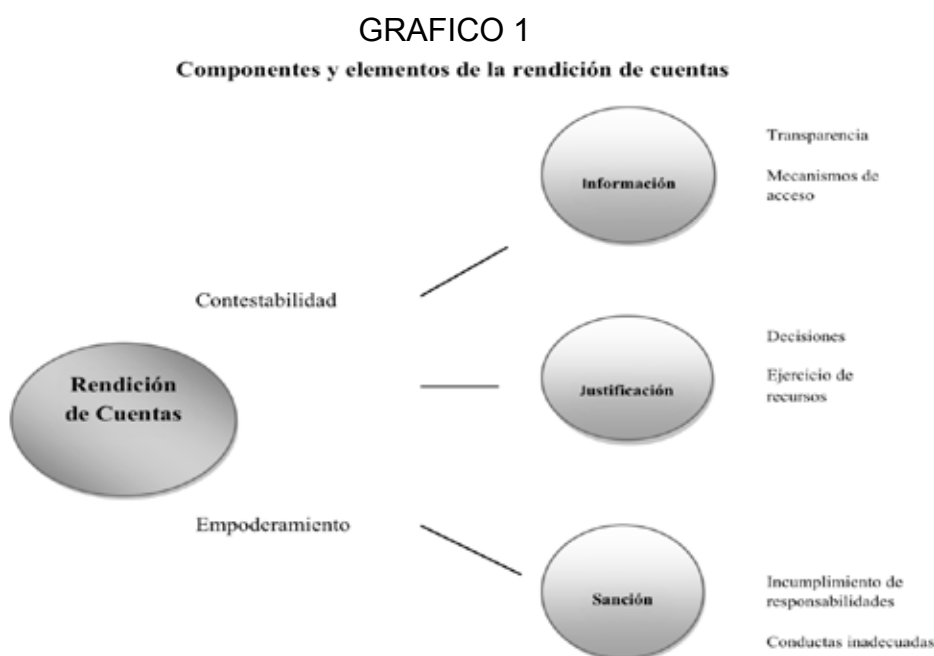 GRAFICO 1
Componentes y elementos de la rendición de cuentas
Transparencia
Información
Mecanismos de
acceso
Contestabilidad
Decisiones
Rendición
de Cuentas
Justificación
Ejercicio de
recursos
Empoderamiento
Sanción
Incumplimiento de
responsabilidades
Conductas inadecuadas